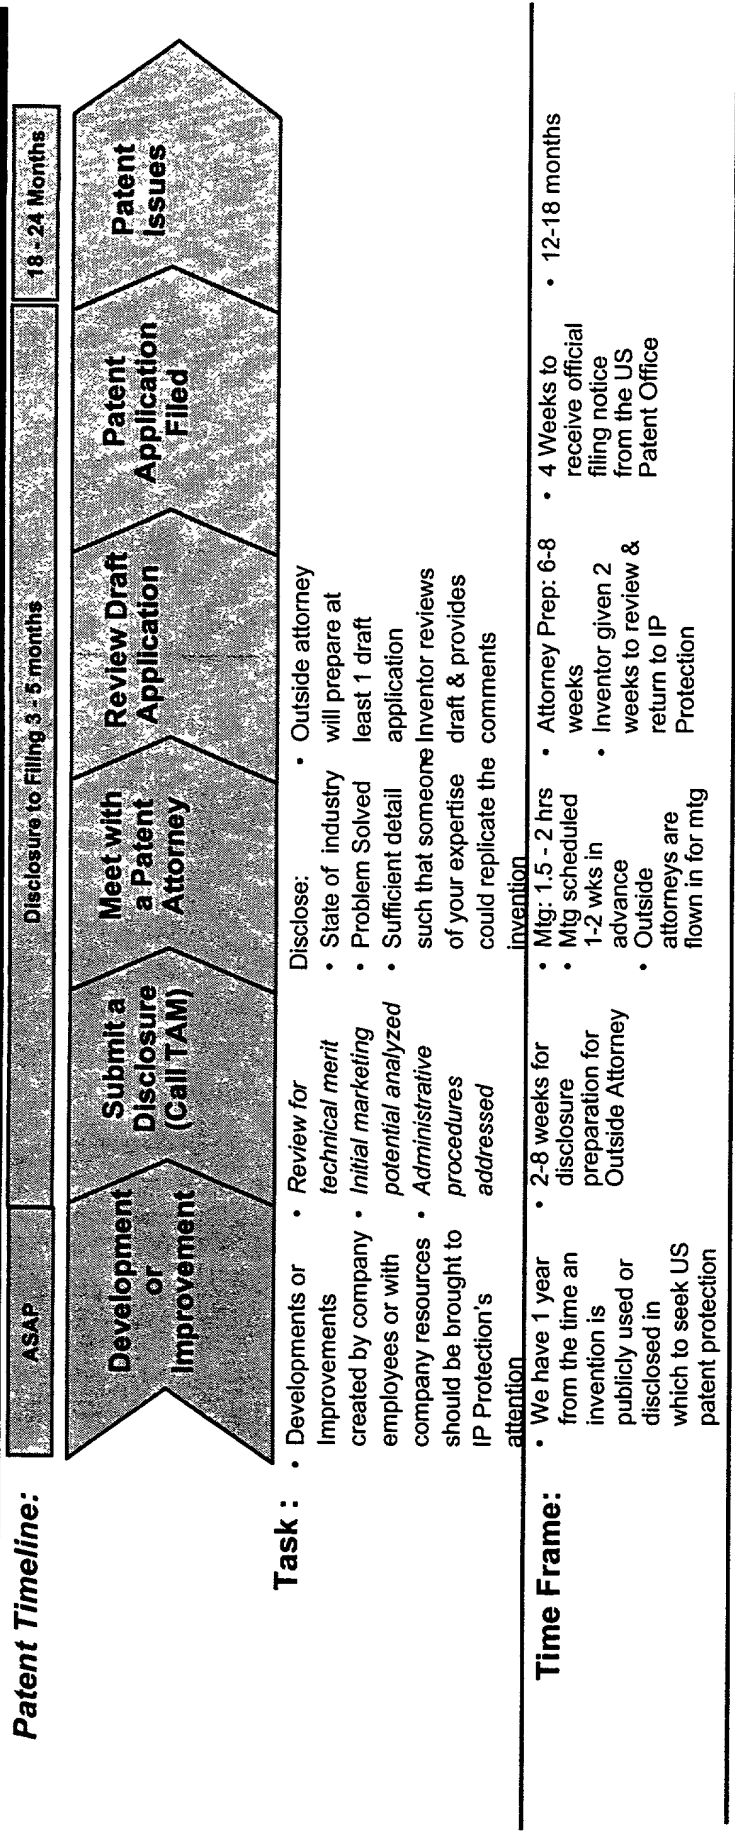 Patent Timeline:
ASAP
Disclosure to Filing 3 - 5 months
18 - 24 Months
Development
or
Improvement
Submit a
Disclosure
(Call TAM)
Meet with
a Patent
Attorney
Review Draft
Application
Patent
Application
Filed
Patent
Issues
Task :
• Developments or
Improvements
created by company
employees or with
company resources
should be brought to
IP Protection's
attention
• Review for
technical merit
• Initial marketing
potential analyzed
• Administrative
procedures
addressed
Disclose:
• State of industry
• Problem Solved
• Sufficient detail
such that someone
of your expertise
could replicate the
invention
• Outside attorney
will prepare at
least 1 draft
application
Inventor reviews
draft & provides
comments
Time Frame:
• We have 1 year
from the time an
invention is
publicly used or
disclosed in
which to seek US
patent protection
• 2-8 weeks for
disclosure
preparation for
Outside Attorney
• Mtg: 1.5 - 2 hrs
• Mtg scheduled
1-2 wks in
advance
• Outside
attorneys are
flown in for mtg
• Attorney Prep: 6-8
weeks
• Inventor given 2
weeks to review &
return to IP
Protection
• 4 Weeks to
receive official
filing notice
from the US
Patent Office
• 12-18 months